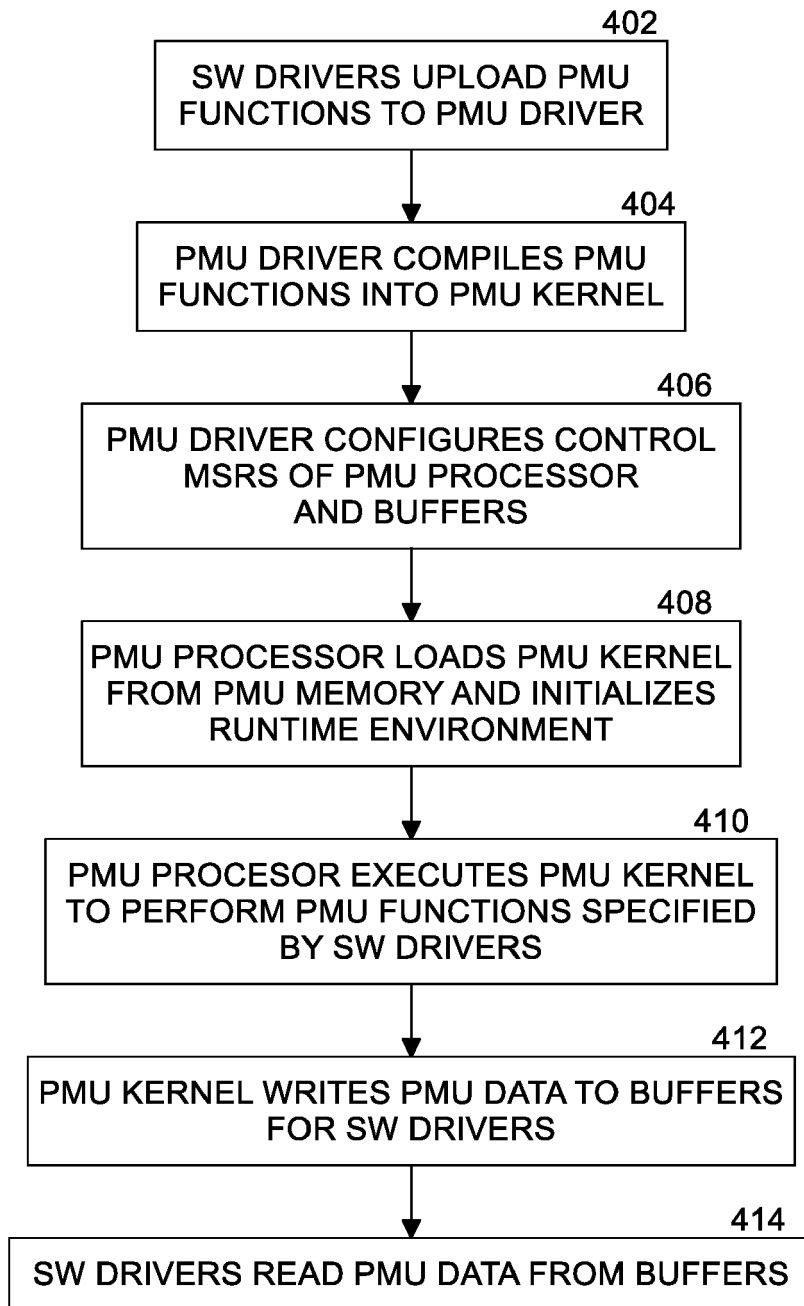 402
SW DRIVERS UPLOAD PMU
FUNCTIONS TO PMU DRIVER
404
PMU DRIVER COMPILES PMU
FUNCTIONS INTO PMU KERNEL
406
PMU DRIVER CONFIGURES CONTROL
MSRS OF PMU PROCESSOR
AND BUFFERS
408
PMU PROCESSOR LOADS PMU KERNEL
FROM PMU MEMORY AND INITIALIZES
RUNTIME ENVIRONMENT
410
PMU PROCESOR EXECUTES PMU KERNEL
TO PERFORM PMU FUNCTIONS SPECIFIED
BY SW DRIVERS
412
PMU KERNEL WRITES PMU DATA TO BUFFERS
FOR SW DRIVERS
414
SW DRIVERS READ PMU DATA FROM BUFFERS